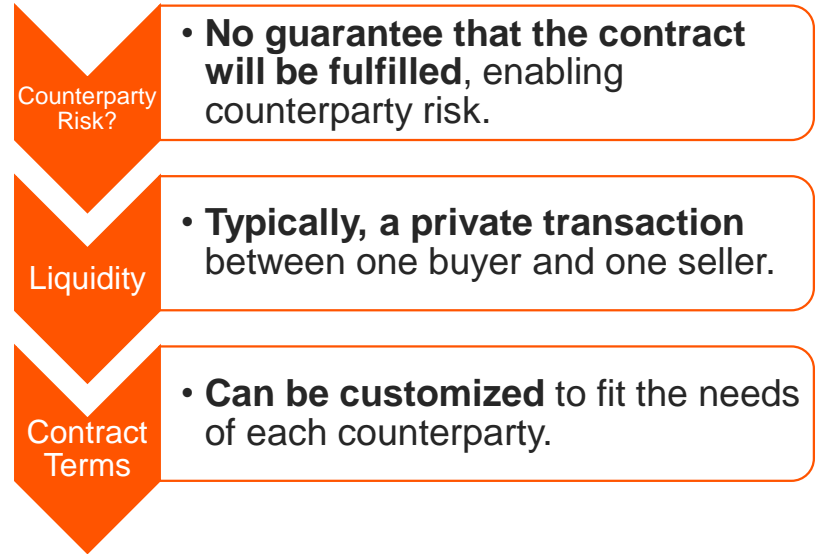 Counterparty
Risk?
• No guarantee that the contract
will be fulfilled, enabling
counterparty risk.
Liquidity
• Typically, a private transaction
between one buyer and one seller.
Contract
Terms
• Can be customized to fit the needs
of each counterparty.